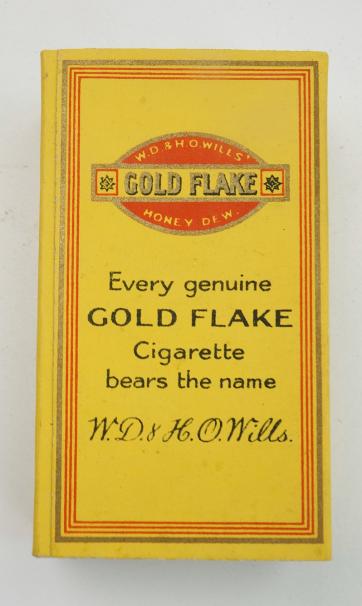 W.D. & H.O. WILLS'
GOLD FLAKE
HONEY DEW.
Every genuine
GOLD FLAKE
Cigarette
bears the name
W.D. & H.O. Wills.